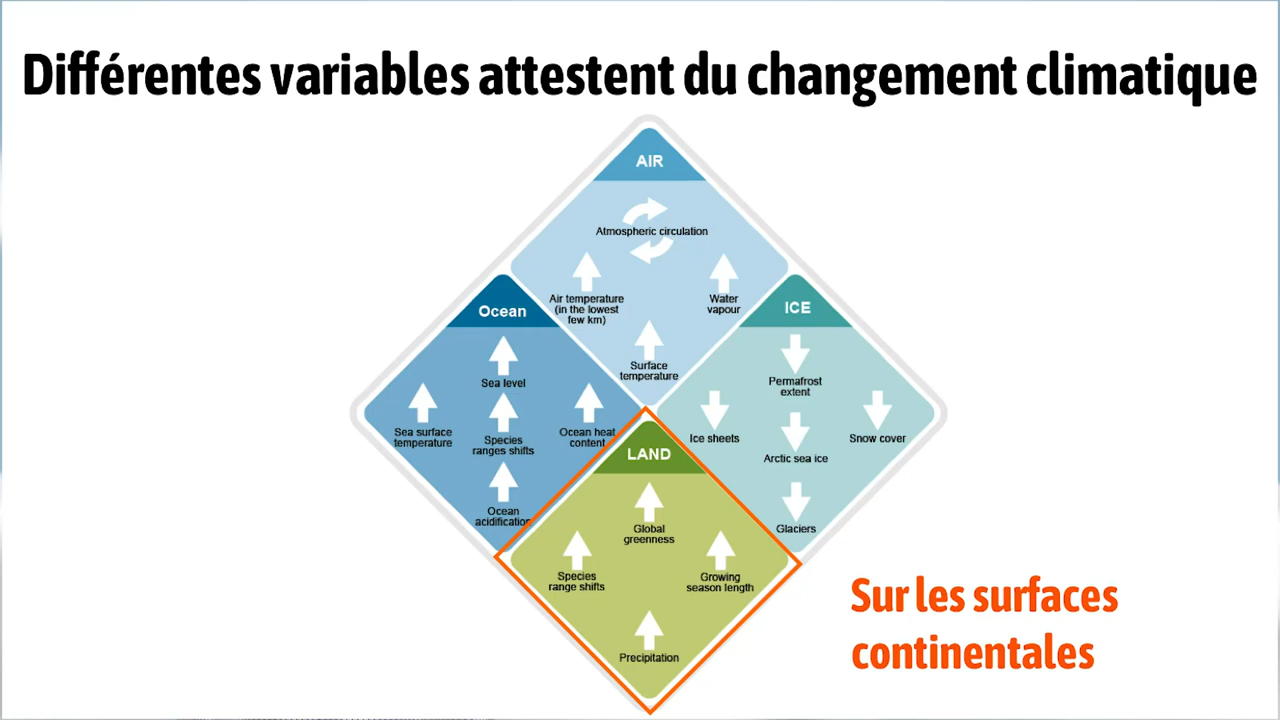 Différentes variables attestent du changement climatique
AIR
Atmospheric circulation
Air temperature
(in the lowest
few km)
Water
vapour
Surface
temperature
Ocean
Sea level
Sea surface
temperature
Species
ranges shifts
Ocean heat
content
Ocean
acidification
ICE
Permafrost
extent
Ice sheets
Snow cover
Arctic sea ice
Glaciers
LAND
Global
greenness
Species
range shifts
Growing
season length
Precipitation
Sur les surfaces
continentales